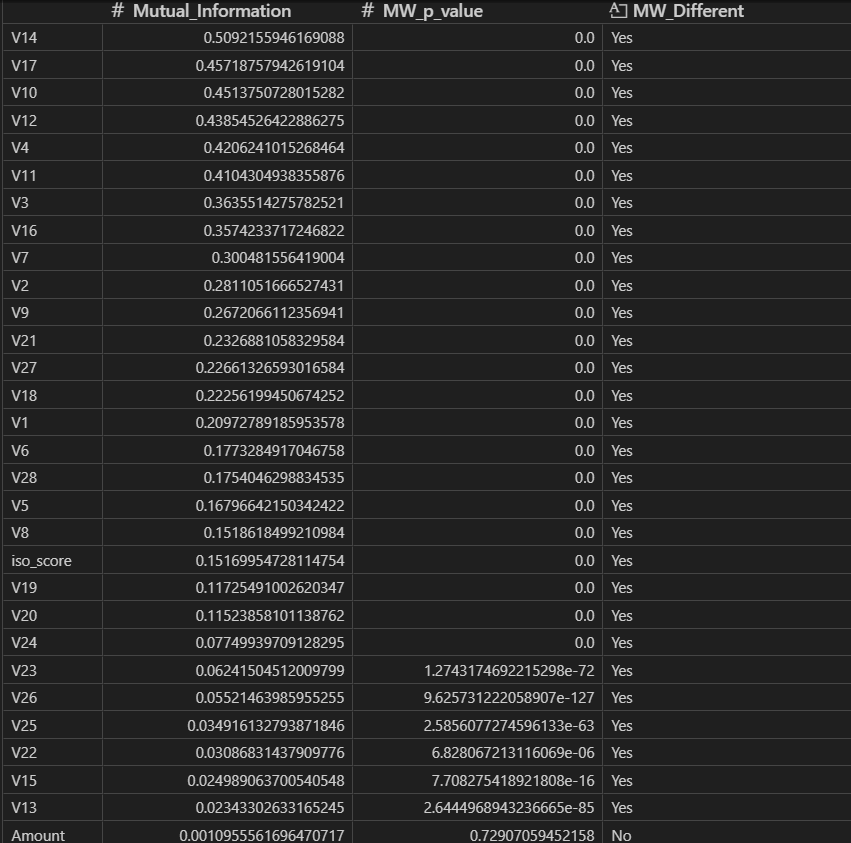 # Mutual_Information # MW_p_value MW_Different
V14 0.5092155946169088 0.0 Yes
V17 0.45718757942619104 0.0 Yes
V10 0.4513750728015282 0.0 Yes
V12 0.43854526422886275 0.0 Yes
V4 0.4206241015268464 0.0 Yes
V11 0.4104304938355876 0.0 Yes
V3 0.3635514275782521 0.0 Yes
V16 0.3574233717246822 0.0 Yes
V7 0.300481556419004 0.0 Yes
V2 0.2811051666527431 0.0 Yes
V9 0.2672066112356941 0.0 Yes
V21 0.2326881058329584 0.0 Yes
V27 0.22661326593016584 0.0 Yes
V18 0.22256199450674252 0.0 Yes
V1 0.20972789185953578 0.0 Yes
V6 0.1773284917046758 0.0 Yes
V28 0.1754046298834535 0.0 Yes
V5 0.16796642150342422 0.0 Yes
V8 0.1518618499210984 0.0 Yes
iso_score 0.15169954728114754 0.0 Yes
V19 0.11725491002620347 0.0 Yes
V20 0.11523858101138762 0.0 Yes
V24 0.07749939709128295 0.0 Yes
V23 0.06241504512009799 1.2743174692215298e-72 Yes
V26 0.05521463985955255 9.625731222058907e-127 Yes
V25 0.034916132793871846 2.5856077274596133e-63 Yes
V22 0.03086831437909776 6.828067213116069e-06 Yes
V15 0.024989063700540548 7.708275418921808e-16 Yes
V13 0.02343302633165245 2.6444968943236665e-85 Yes
Amount 0.0010955561696470717 0.72907059452158 No